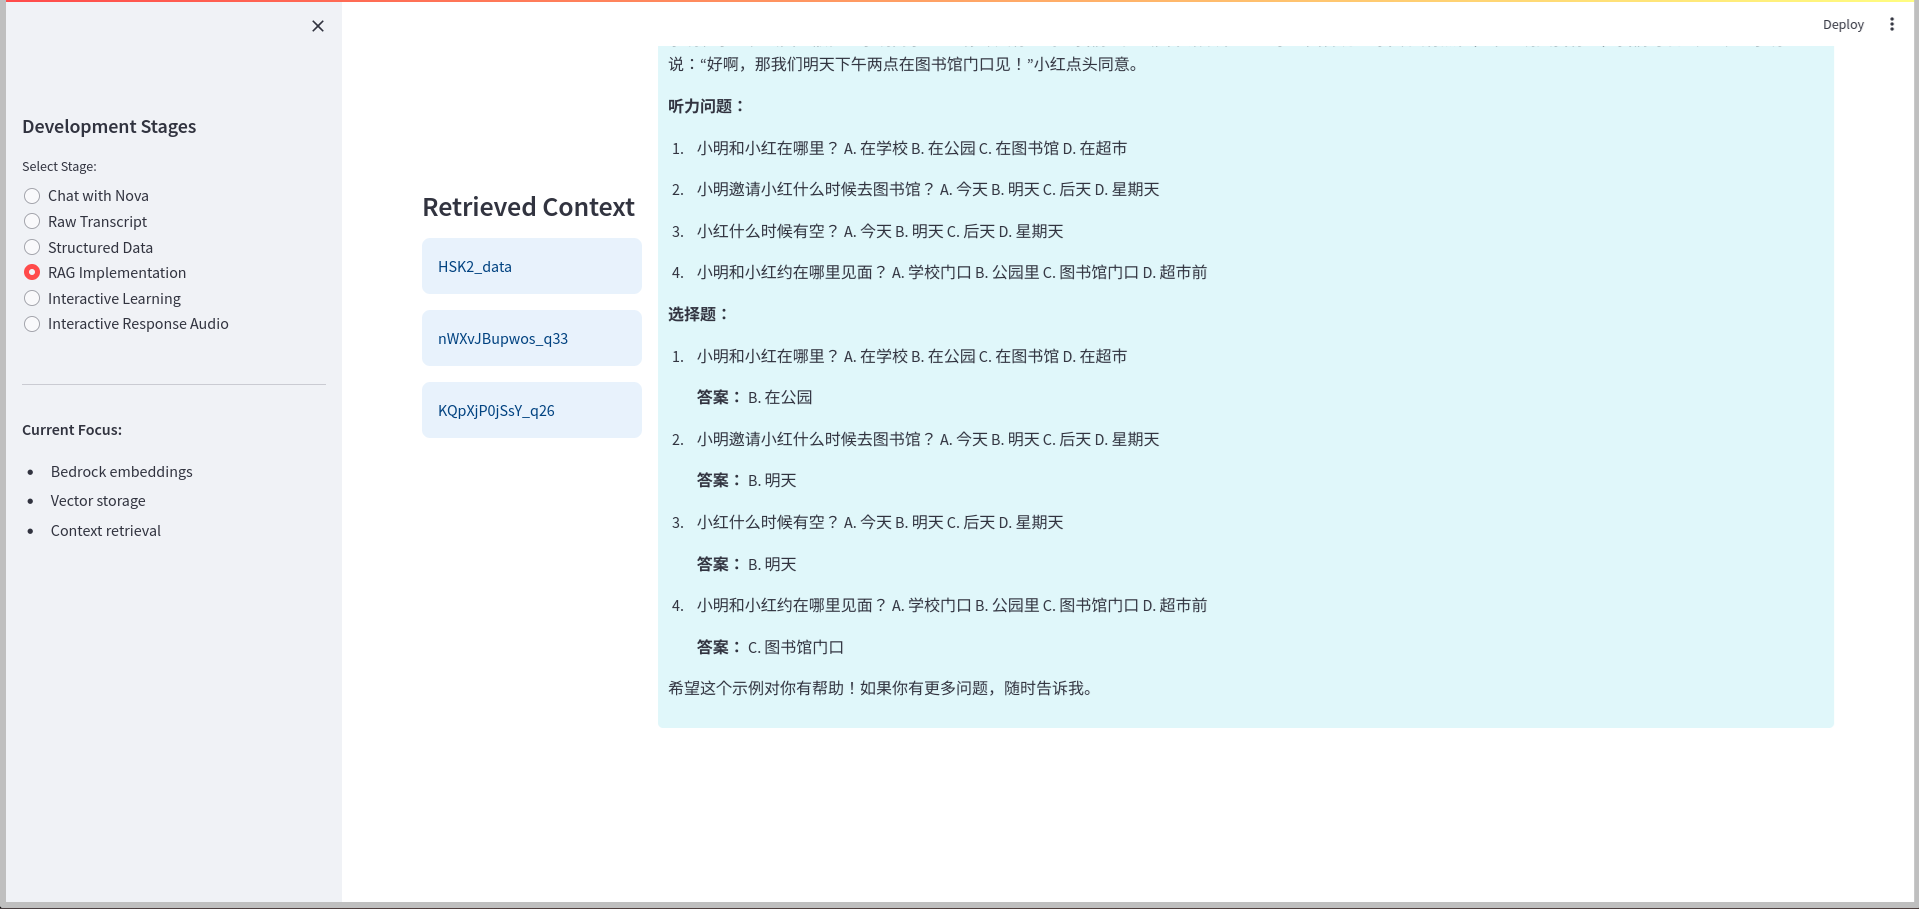 Deploy
Development Stages
Select Stage:
Chat with Nova
Raw Transcript
Structured Data
RAG Implementation
Interactive Learning
Interactive Response Audio
Current Focus:
• Bedrock embeddings
• Vector storage
• Context retrieval
Retrieved Context
HSK2_data
nWXvJBupwos_q33
KQpXjP0jSsY_q26
说：“好啊，那我们明天下午两点在图书馆门口见！”小红点头同意。
听力问题：
1. 小明和小红在哪里？ A. 在学校 B. 在公园 C. 在图书馆 D. 在超市
2. 小明邀请小红什么时候去图书馆？ A. 今天 B. 明天 C. 后天 D. 星期天
3. 小红什么时候有空？ A. 今天 B. 明天 C. 后天 D. 星期天
4. 小明和小红约在哪里见面？ A. 学校门口 B. 公园里 C. 图书馆门口 D. 超市前
选择题：
1. 小明和小红在哪里？ A. 在学校 B. 在公园 C. 在图书馆 D. 在超市
答案： B. 在公园
2. 小明邀请小红什么时候去图书馆？ A. 今天 B. 明天 C. 后天 D. 星期天
答案： B. 明天
3. 小红什么时候有空？ A. 今天 B. 明天 C. 后天 D. 星期天
答案： B. 明天
4. 小明和小红约在哪里见面？ A. 学校门口 B. 公园里 C. 图书馆门口 D. 超市前
答案： C. 图书馆门口
希望这个示例对你有帮助！如果你有更多问题，随时告诉我。